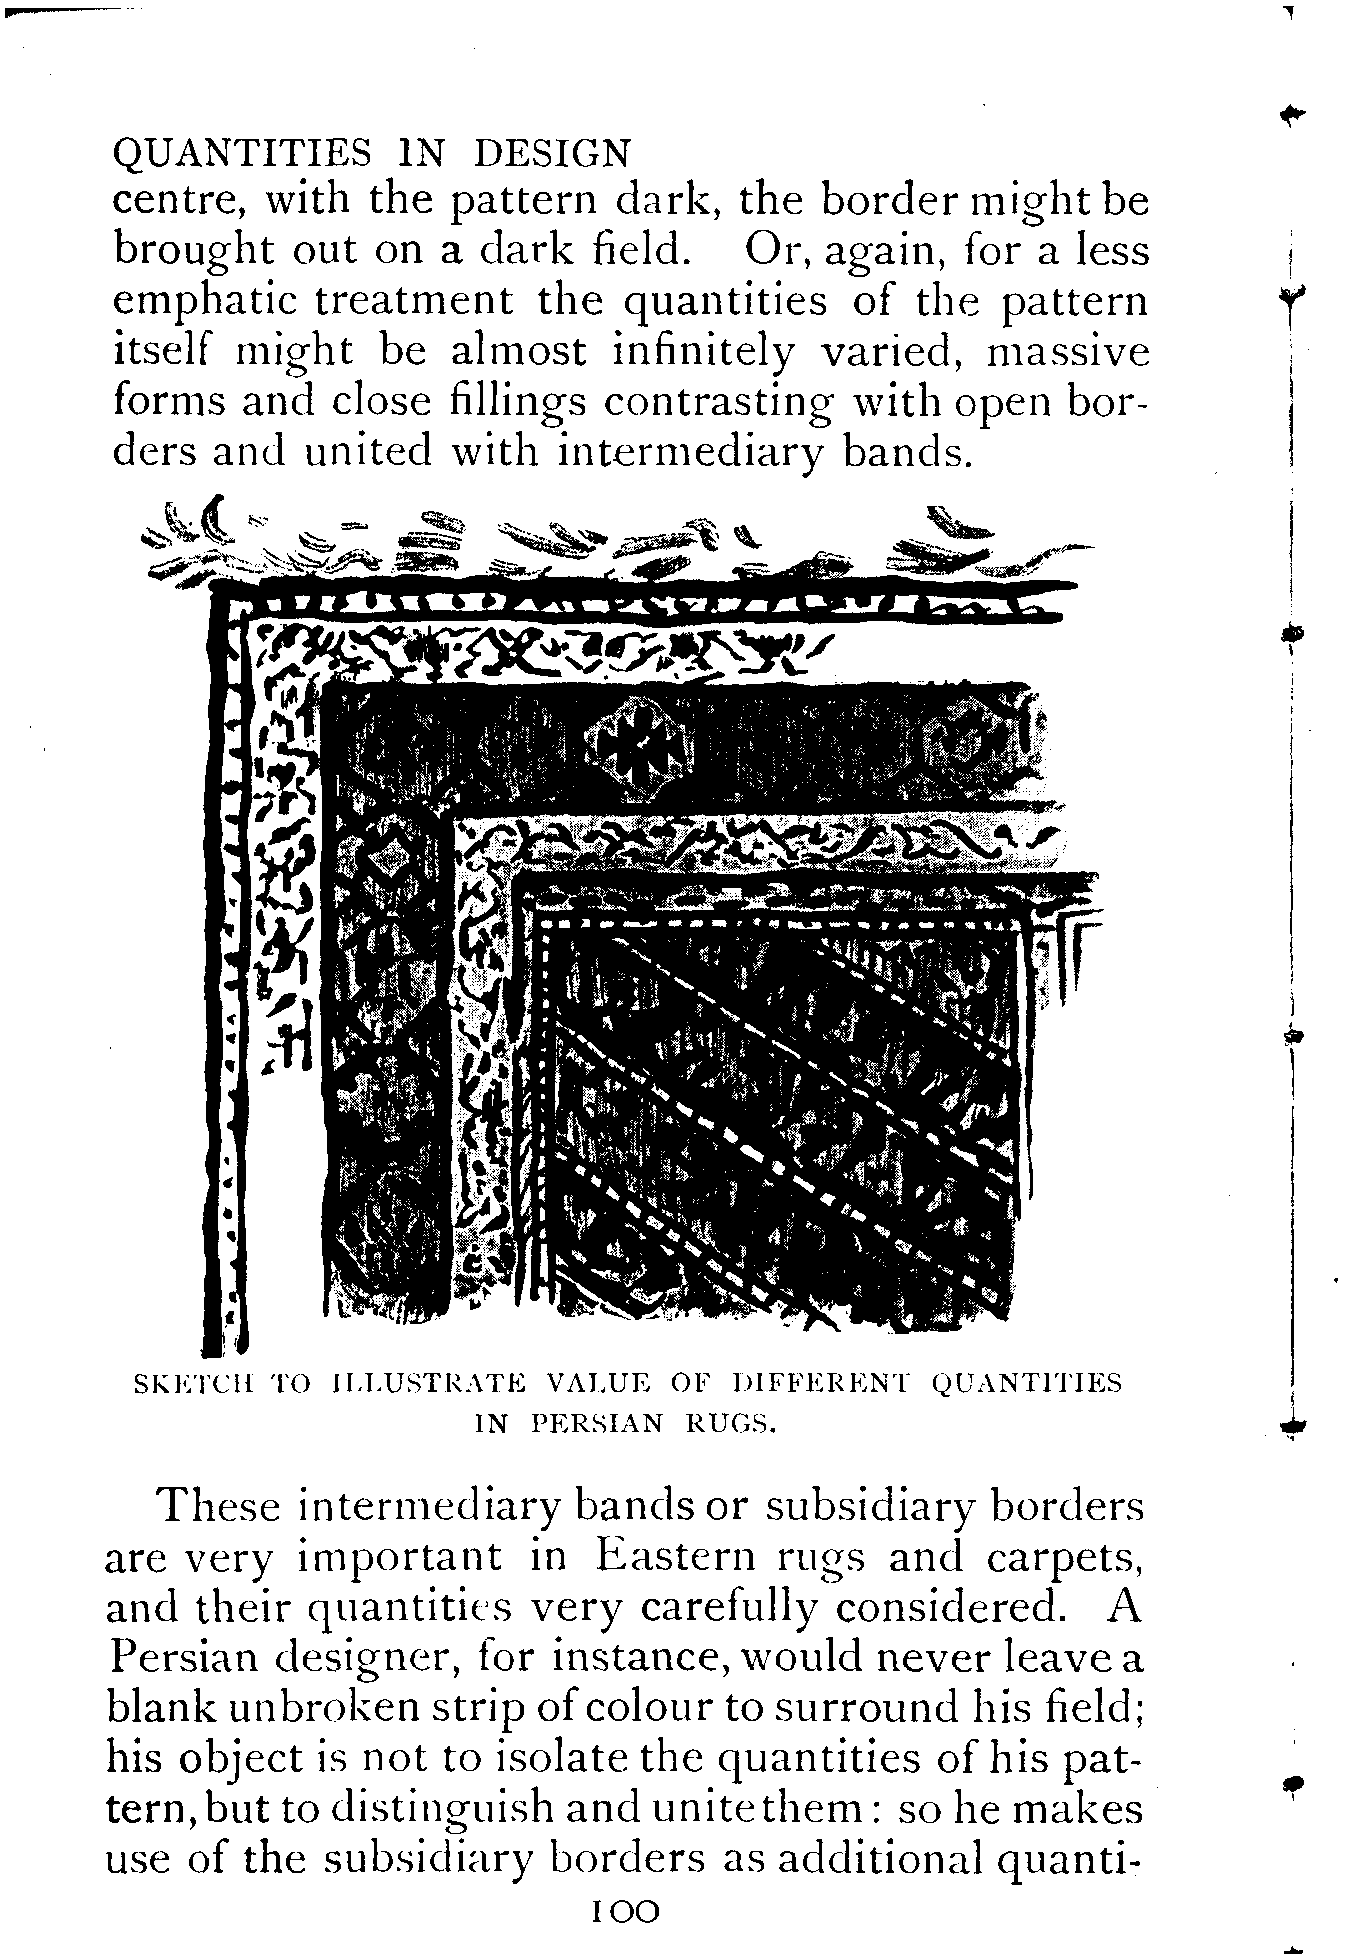 QUANTITIES IN DESIGN
centre, with the pattern dark, the border might be
brought out on a dark field. Or, again, for a less
emphatic treatment the quantities of the pattern
itself might be almost infinitely varied, massive
forms and close fillings contrasting with open bor-
ders and united with intermediary bands.
SKETCH TO ILLUSTRATE VALUE OF DIFFERENT QUANTITIES
IN PERSIAN RUGS.
These intermediary bands or subsidiary borders
are very important in Eastern rugs and carpets,
and their quantities very carefully considered. A
Persian designer, for instance, would never leave a
blank unbroken strip of colour to surround his field;
his object is not to isolate the quantities of his pat-
tern, but to distinguish and unite them: so he makes
use of the subsidiary borders as additional quanti-
100